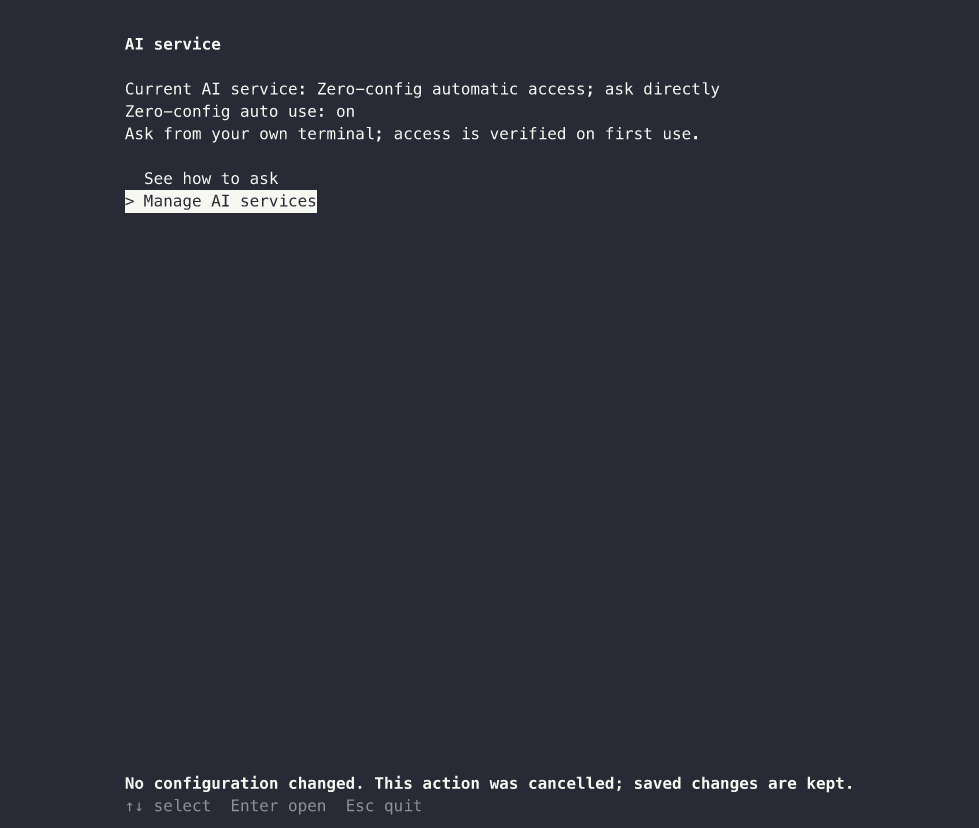 AI service
Current AI service: Zero-config automatic access; ask directly
Zero-config auto use: on
Ask from your own terminal; access is verified on first use.
See how to ask
> Manage AI services
No configuration changed. This action was cancelled; saved changes are kept.
↑↓ select  Enter open  Esc quit